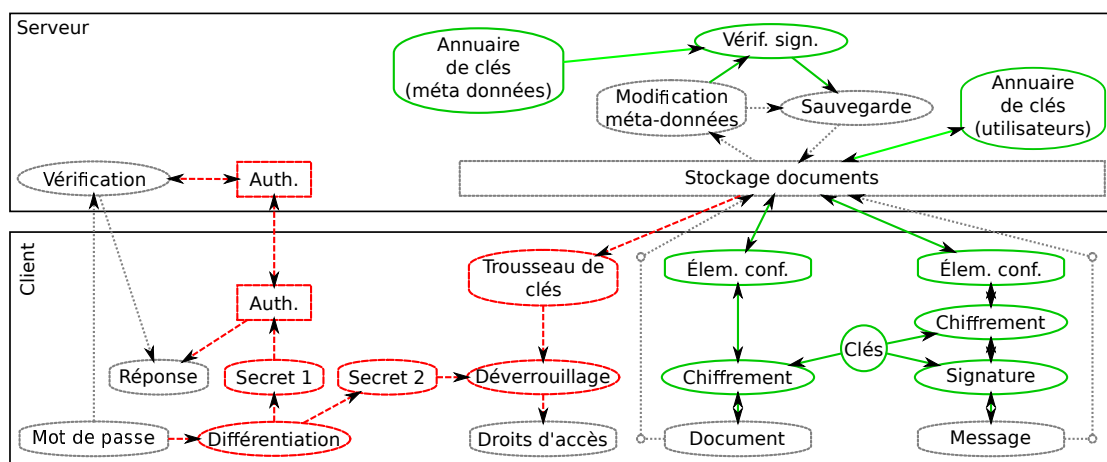 Serveur
Annuaire
de clés
(méta données)
Vérif. sign.
Modification
méta-données
Sauvegarde
Annuaire
de clés
(utilisateurs)
Vérification
Auth.
Stockage documents
Client
Trousseau de
clés
Élem. conf.
Élem. conf.
Auth.
Chiffrement
Clés
Réponse
Secret 1
Secret 2
Déverrouillage
Chiffrement
Signature
Mot de passe
Différentiation
Droits d'accès
Document
Message